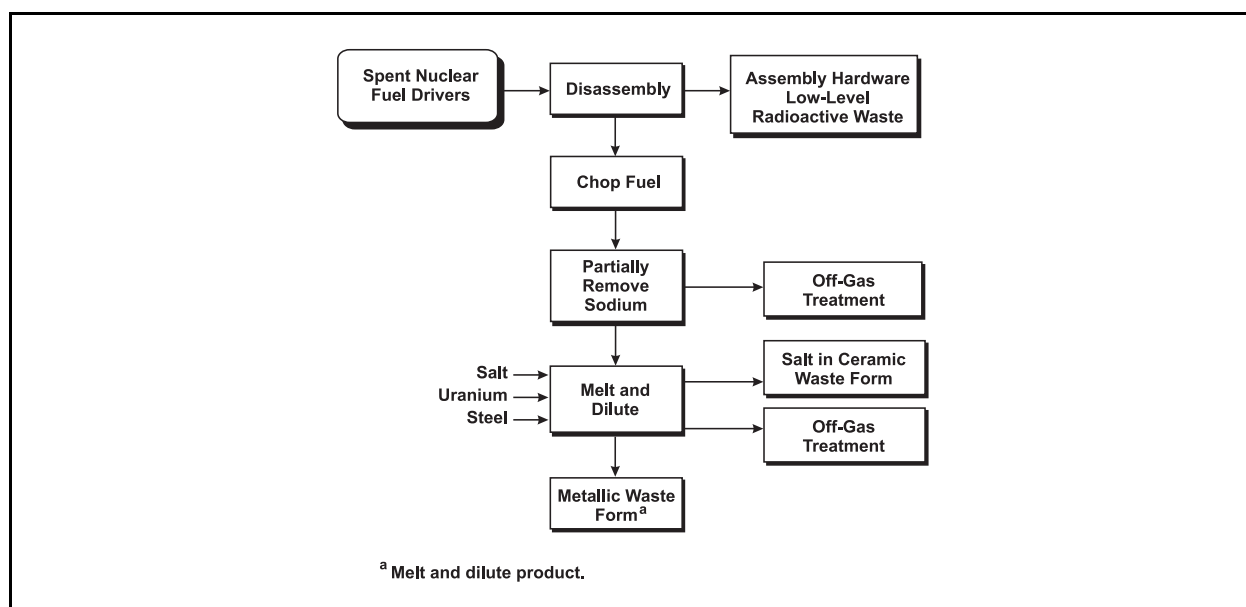 Spent Nuclear
Fuel Drivers
Disassembly
Assembly Hardware
Low-Level
Radioactive Waste
Chop Fuel
Partially
Remove
Sodium
Off-Gas
Treatment
Salt
Uranium
Steel
Melt and
Dilute
Salt in Ceramic
Waste Form
Off-Gas
Treatment
Metallic Waste
Form a
a Melt and dilute product.